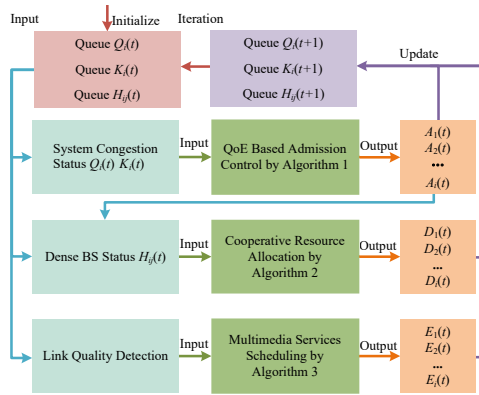 Input
Initialize
Iteration
Update
Queue Qi(t)
Queue Ki(t)
Queue Hij(t)
Queue Qi(t+1)
Queue Ki(t+1)
Queue Hij(t+1)
System Congestion
Status Qi(t) Ki(t)
Input
QoE Based Admission
Control by Algorithm 1
Output
A1(t)
A2(t)
...
Ai(t)
Dense BS Status Hij(t)
Input
Cooperative Resource
Allocation by
Algorithm 2
Output
D1(t)
D2(t)
...
Di(t)
Link Quality Detection
Input
Multimedia Services
Scheduling by
Algorithm 3
Output
E1(t)
E2(t)
...
Ei(t)